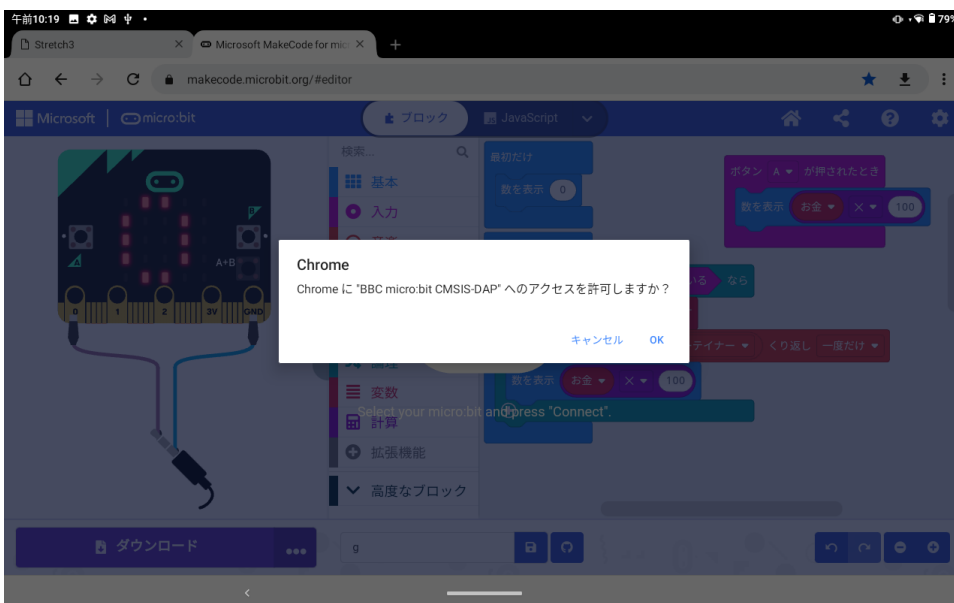 午前10:19
79%
Stretch3
Microsoft MakeCode for mic
makecode.microbit.org/#editor
Microsoft
micro:bit
ブロック
JavaScript
検索...
基本
入力
変数
計算
拡張機能
高度なブロック
A
B
A+B
0 1 2 3V GND
最初だけ
数を表示 0
ボタン A が押されたとき
数を表示 お金 × 100
いる なら
テイナー くり返し 一度だけ
数を表示 お金 × 100
Chrome
Chrome に "BBC micro:bit CMSIS-DAP" へのアクセスを許可しますか？
キャンセル OK
Select your micro:bit and press "Connect".
ダウンロード
g